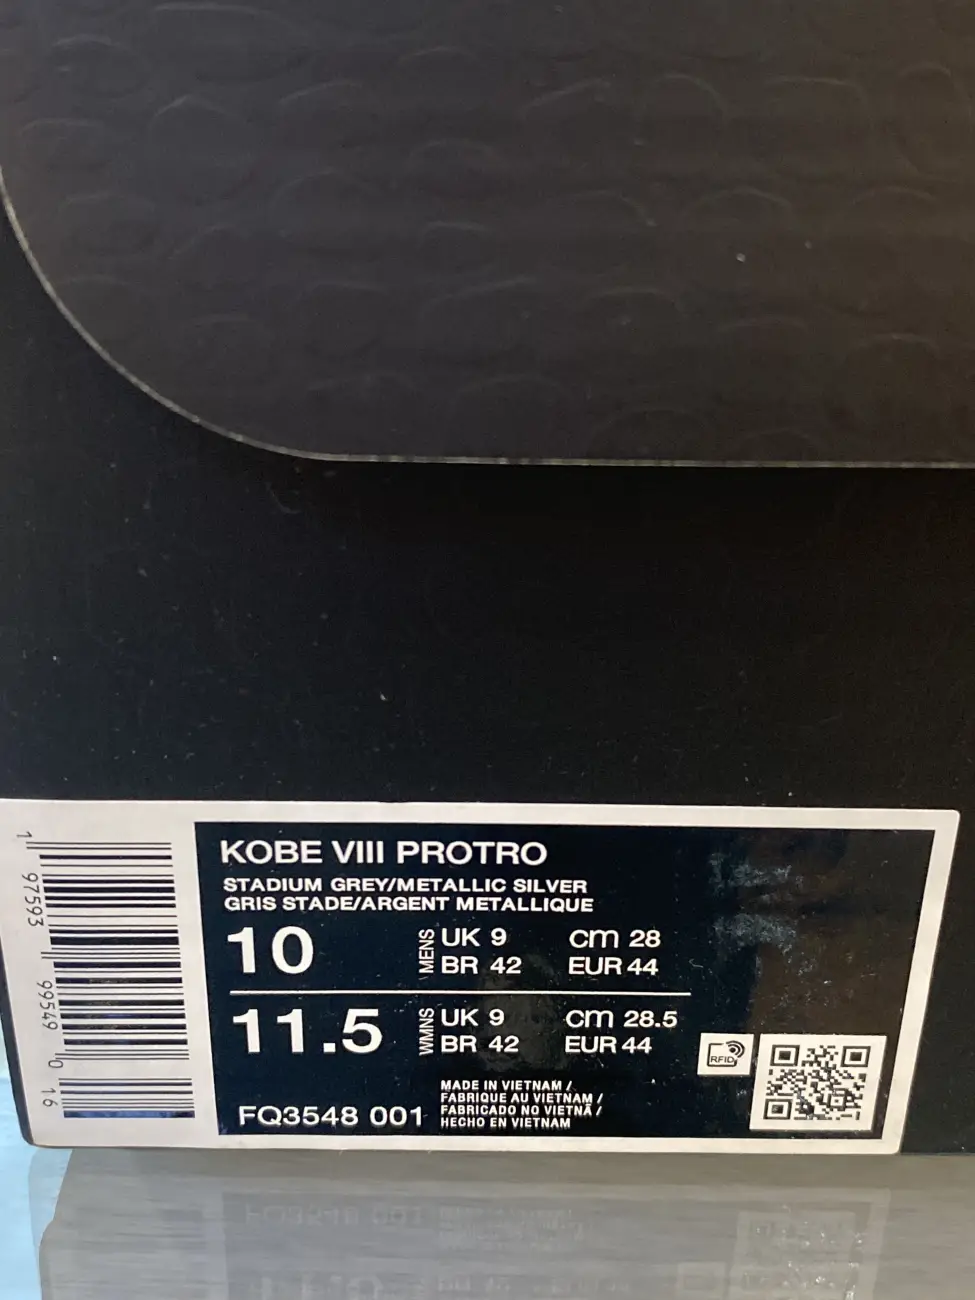 KOBE VIII PROTRO
STADIUM GREY/METALLIC SILVER
GRIS STADE/ARGENT METALLIQUE
10 MENS UK 9 cm 28
BR 42 EUR 44
11.5 WMNS UK 9 cm 28.5
BR 42 EUR 44
MADE IN VIETNAM /
FABRIQUE AU VIETNAM /
FABRICADO NO VIETNÃ /
HECHO EN VIETNAM
FQ3548 001
RFID
1 97593 99549 0 16